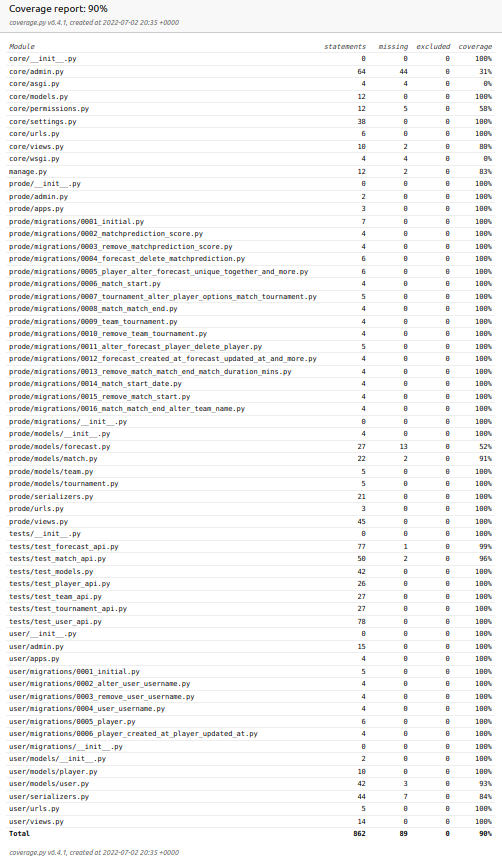 Coverage report: 90%
coverage.py v6.4.1, created at 2022-07-02 20:35 +0000
Module statements missing excluded coverage
core/__init__.py 0 0 0 100%
core/admin.py 64 44 0 31%
core/asgi.py 4 4 0 0%
core/models.py 12 0 0 100%
core/permissions.py 12 5 0 58%
core/settings.py 38 0 0 100%
core/urls.py 6 0 0 100%
core/views.py 10 2 0 80%
core/wsgi.py 4 4 0 0%
manage.py 12 2 0 83%
prode/__init__.py 0 0 0 100%
prode/admin.py 2 0 0 100%
prode/apps.py 3 0 0 100%
prode/migrations/0001_initial.py 7 0 0 100%
prode/migrations/0002_matchprediction_score.py 4 0 0 100%
prode/migrations/0003_remove_matchprediction_score.py 4 0 0 100%
prode/migrations/0004_forecast_delete_matchprediction.py 6 0 0 100%
prode/migrations/0005_player_alter_forecast_unique_together_and_more.py 6 0 0 100%
prode/migrations/0006_match_start.py 4 0 0 100%
prode/migrations/0007_tournament_alter_player_options_match_tournament.py 5 0 0 100%
prode/migrations/0008_match_match_end.py 4 0 0 100%
prode/migrations/0009_team_tournament.py 4 0 0 100%
prode/migrations/0010_remove_team_tournament.py 4 0 0 100%
prode/migrations/0011_alter_forecast_player_delete_player.py 5 0 0 100%
prode/migrations/0012_forecast_created_at_forecast_updated_at_and_more.py 4 0 0 100%
prode/migrations/0013_remove_match_match_end_match_duration_mins.py 4 0 0 100%
prode/migrations/0014_match_start_date.py 4 0 0 100%
prode/migrations/0015_remove_match_start.py 4 0 0 100%
prode/migrations/0016_match_match_end_alter_team_name.py 4 0 0 100%
prode/migrations/__init__.py 0 0 0 100%
prode/models/__init__.py 4 0 0 100%
prode/models/forecast.py 27 13 0 52%
prode/models/match.py 22 2 0 91%
prode/models/team.py 5 0 0 100%
prode/models/tournament.py 5 0 0 100%
prode/serializers.py 21 0 0 100%
prode/urls.py 3 0 0 100%
prode/views.py 45 0 0 100%
tests/__init__.py 0 0 0 100%
tests/test_forecast_api.py 77 1 0 99%
tests/test_match_api.py 50 2 0 96%
tests/test_models.py 42 0 0 100%
tests/test_player_api.py 26 0 0 100%
tests/test_team_api.py 27 0 0 100%
tests/test_tournament_api.py 27 0 0 100%
tests/test_user_api.py 78 0 0 100%
user/__init__.py 0 0 0 100%
user/admin.py 15 0 0 100%
user/apps.py 4 0 0 100%
user/migrations/0001_initial.py 5 0 0 100%
user/migrations/0002_alter_user_username.py 4 0 0 100%
user/migrations/0003_remove_user_username.py 4 0 0 100%
user/migrations/0004_user_username.py 4 0 0 100%
user/migrations/0005_player.py 6 0 0 100%
user/migrations/0006_player_created_at_player_updated_at.py 4 0 0 100%
user/migrations/__init__.py 0 0 0 100%
user/models/__init__.py 2 0 0 100%
user/models/player.py 10 0 0 100%
user/models/user.py 42 3 0 93%
user/serializers.py 44 7 0 84%
user/urls.py 5 0 0 100%
user/views.py 14 0 0 100%
Total 862 89 0 90%
coverage.py v6.4.1, created at 2022-07-02 20:35 +0000